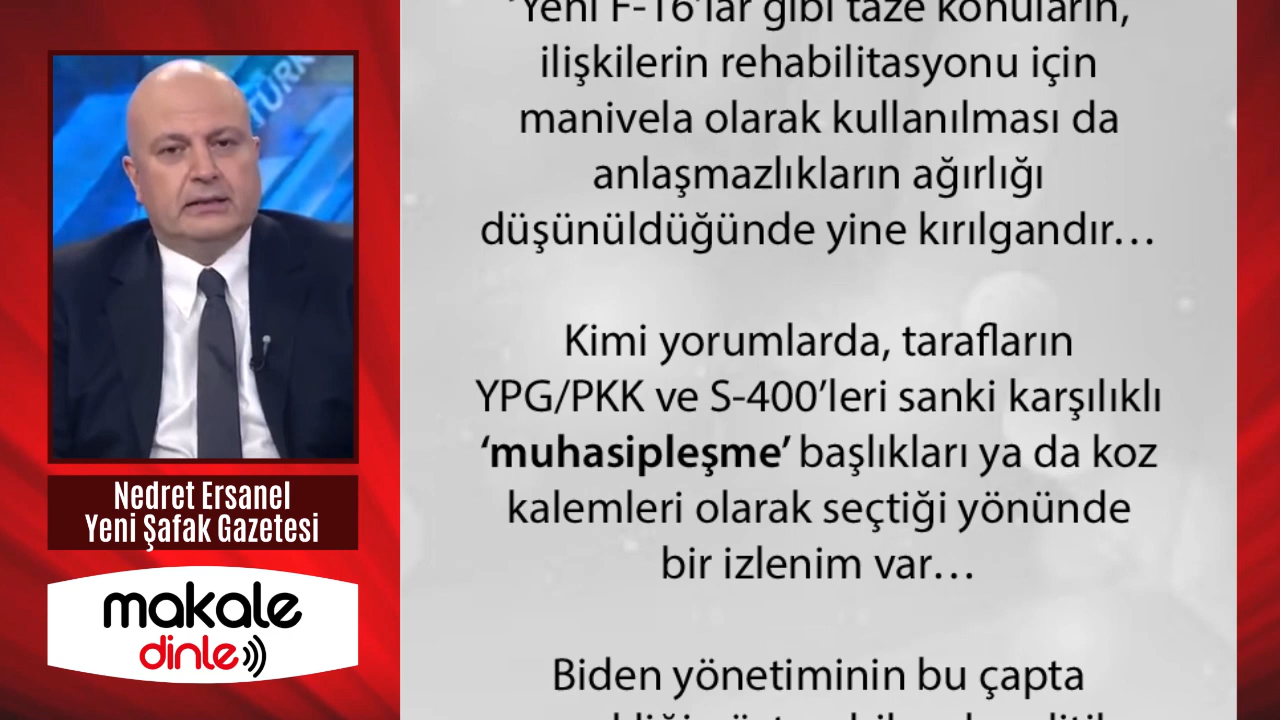 TÜRK
Nedret Ersanel
Yeni Şafak Gazetesi
makale
dinle
'Yeni F-16'lar gibi taze konuların,
ilişkilerin rehabilitasyonu için
manivela olarak kullanılması da
anlaşmazlıkların ağırlığı
düşünüldüğünde yine kırılgandır…
Kimi yorumlarda, tarafların
YPG/PKK ve S-400’leri sanki karşılıklı
‘muhasipleşme’ başlıkları ya da koz
kalemleri olarak seçtiği yönünde
bir izlenim var…
Biden yönetiminin bu çapta